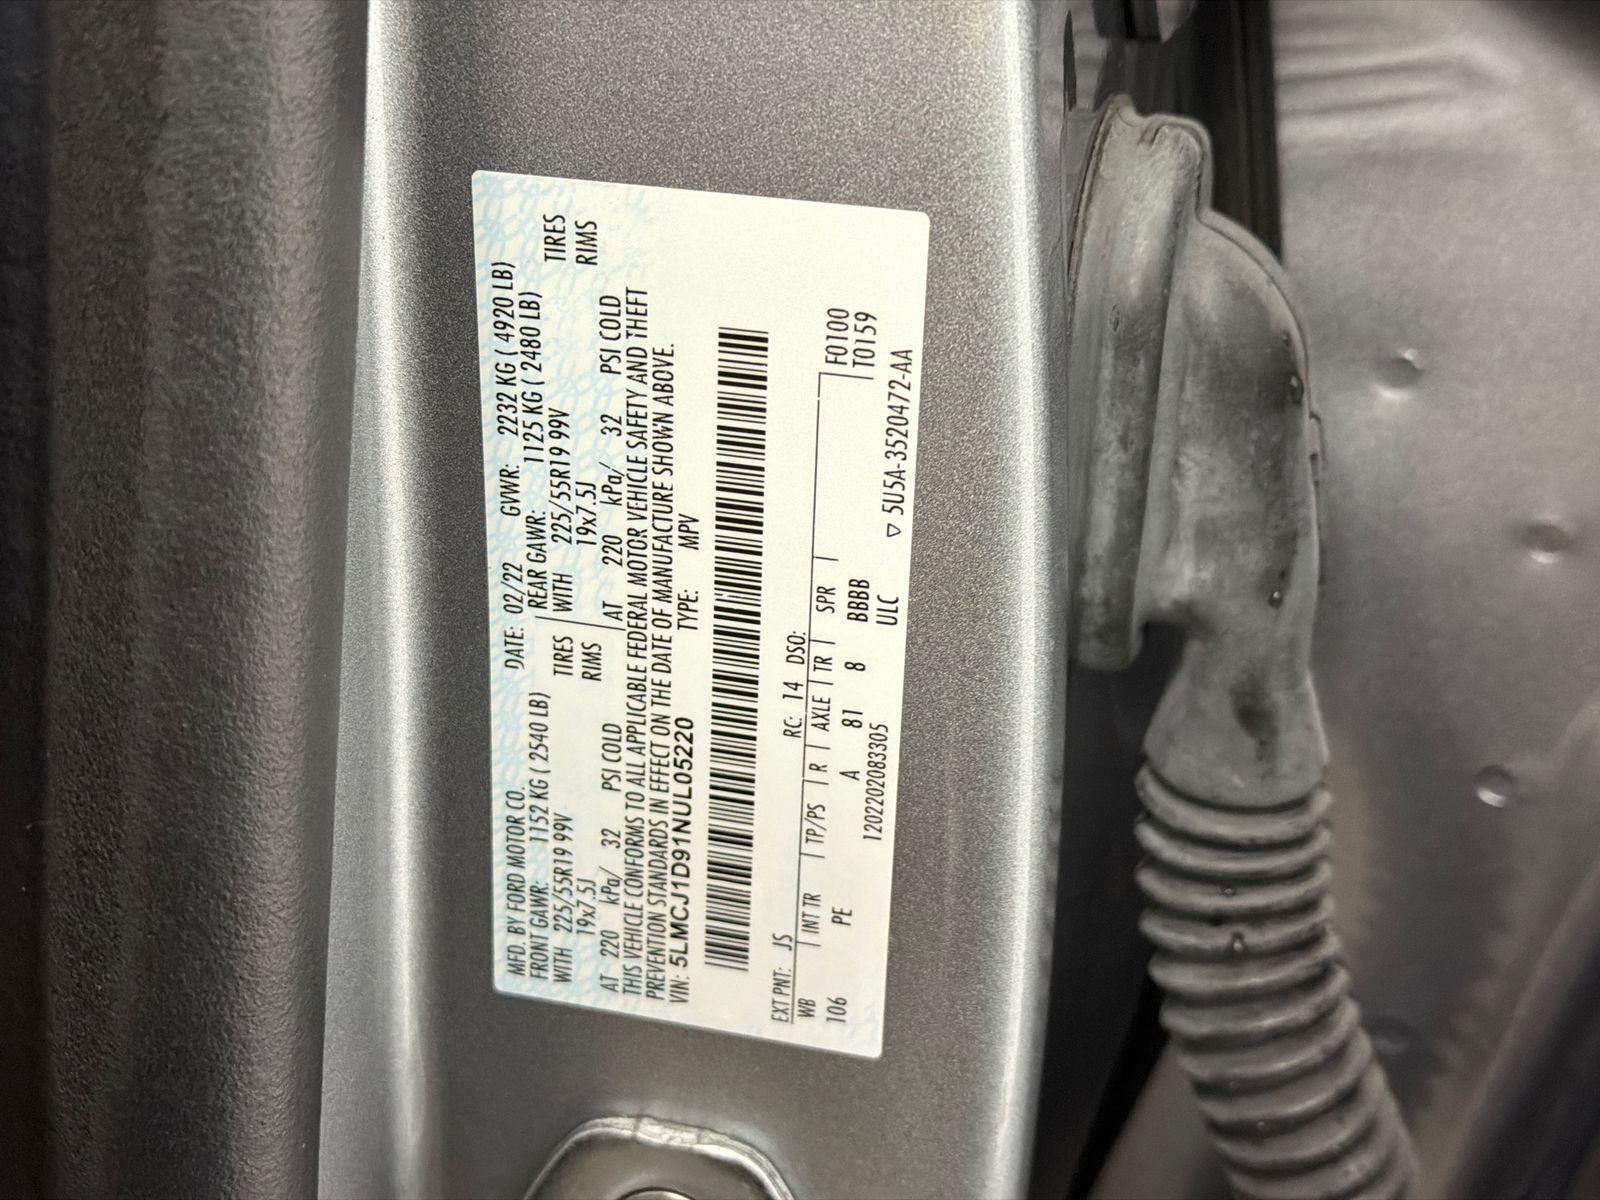 MFD. BY FORD MOTOR CO. DATE: 02/22 GVWR: 2232 KG ( 4920 LB)
FRONT GAWR: 1152 KG ( 2540 LB) REAR GAWR: 1125 KG ( 2480 LB)
WITH 225/55R19 99V TIRES WITH 225/55R19 99V TIRES
19x7.5J RIMS 19x7.5J RIMS
AT 220 kPa/ 32 PSI COLD AT 220 kPa/ 32 PSI COLD
THIS VEHICLE CONFORMS TO ALL APPLICABLE FEDERAL MOTOR VEHICLE SAFETY AND THEFT
PREVENTION STANDARDS IN EFFECT ON THE DATE OF MANUFACTURE SHOWN ABOVE.
VIN: 5LMCJ1D91NUL05220 TYPE: MPV
EXT PNT: JS RC: 14 DSO:
WB INT TR TP/PS R AXLE TR SPR F0100
106 PE A 81 8 BBBB T0159
1202202083305 ULC
▽ 5U5A-3520472-AA